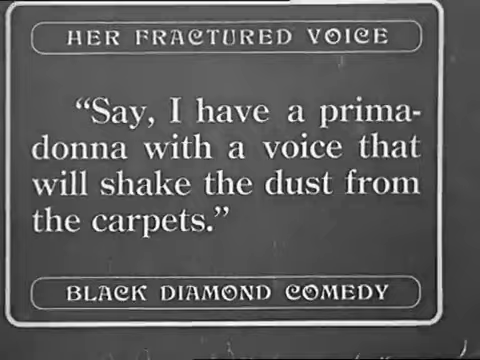 HER FRACTURED VOICE
“Say, I have a prima-
donna with a voice that
will shake the dust from
the carpets.”
BLACK DIAMOND COMEDY